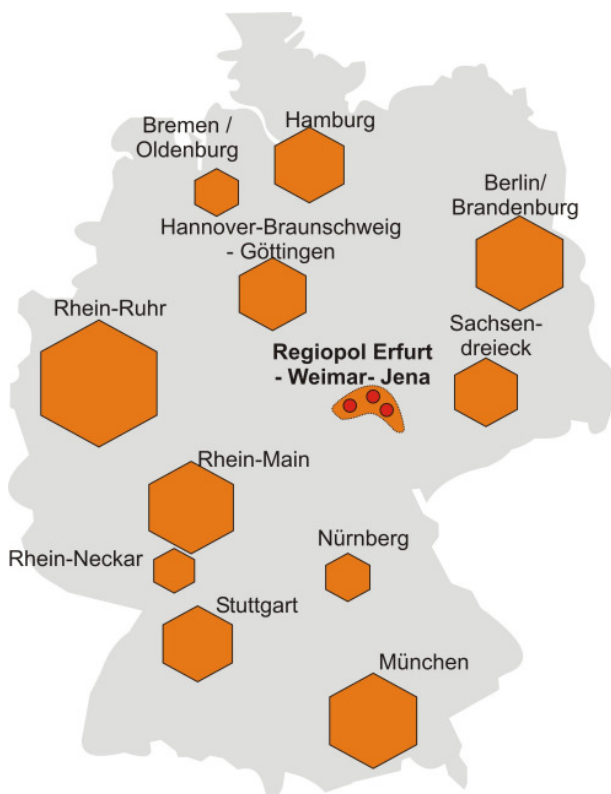 Hamburg
Bremen /
Oldenburg
Berlin/
Brandenburg
Hannover-Braunschweig
- Göttingen
Rhein-Ruhr
Sachsen-
dreieck
Regiopol Erfurt
- Weimar- Jena
Rhein-Main
Nürnberg
Rhein-Neckar
Stuttgart
München